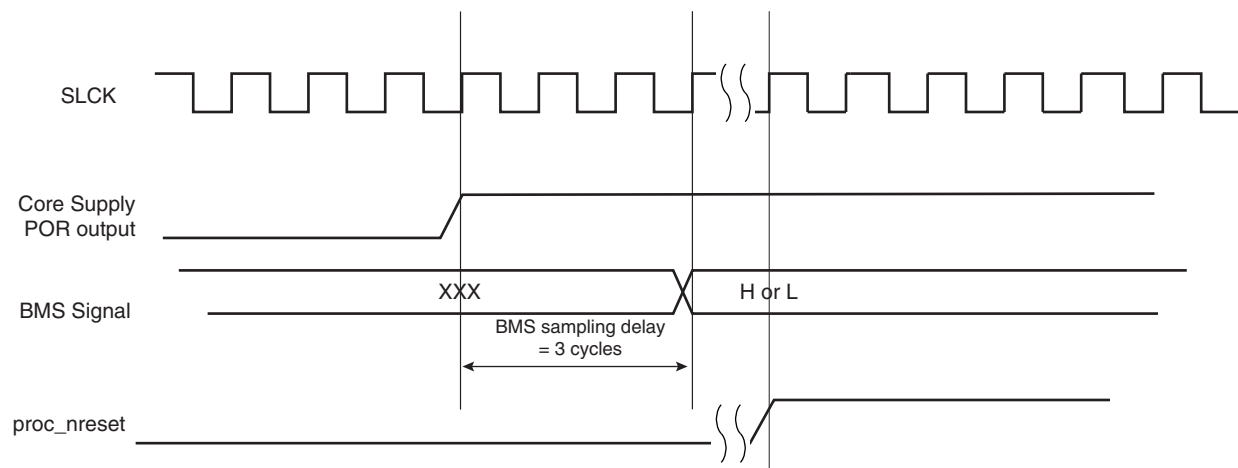 SLCK
Core Supply
POR output
XXX
H or L
BMS Signal
BMS sampling delay
= 3 cycles
proc_nreset